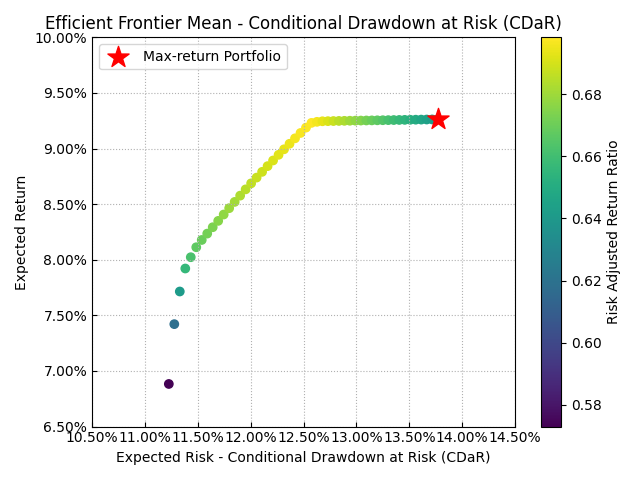 Efficient Frontier Mean - Conditional Drawdown at Risk (CDaR)
Max-return Portfolio
10.00%
9.50%
9.00%
8.50%
8.00%
7.50%
7.00%
6.50%
Expected Return
10.50% 11.00% 11.50% 12.00% 12.50% 13.00% 13.50% 14.00% 14.50%
Expected Risk - Conditional Drawdown at Risk (CDaR)
0.68
0.66
0.64
0.62
0.60
0.58
Risk Adjusted Return Ratio